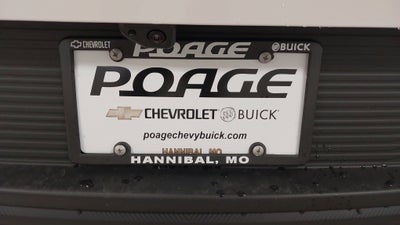 CHEVROLET POAGE BUICK
POAGE
CHEVROLET BUICK
poagechevybuick.com
HANNIBAL, MO
HANNIBAL, MO